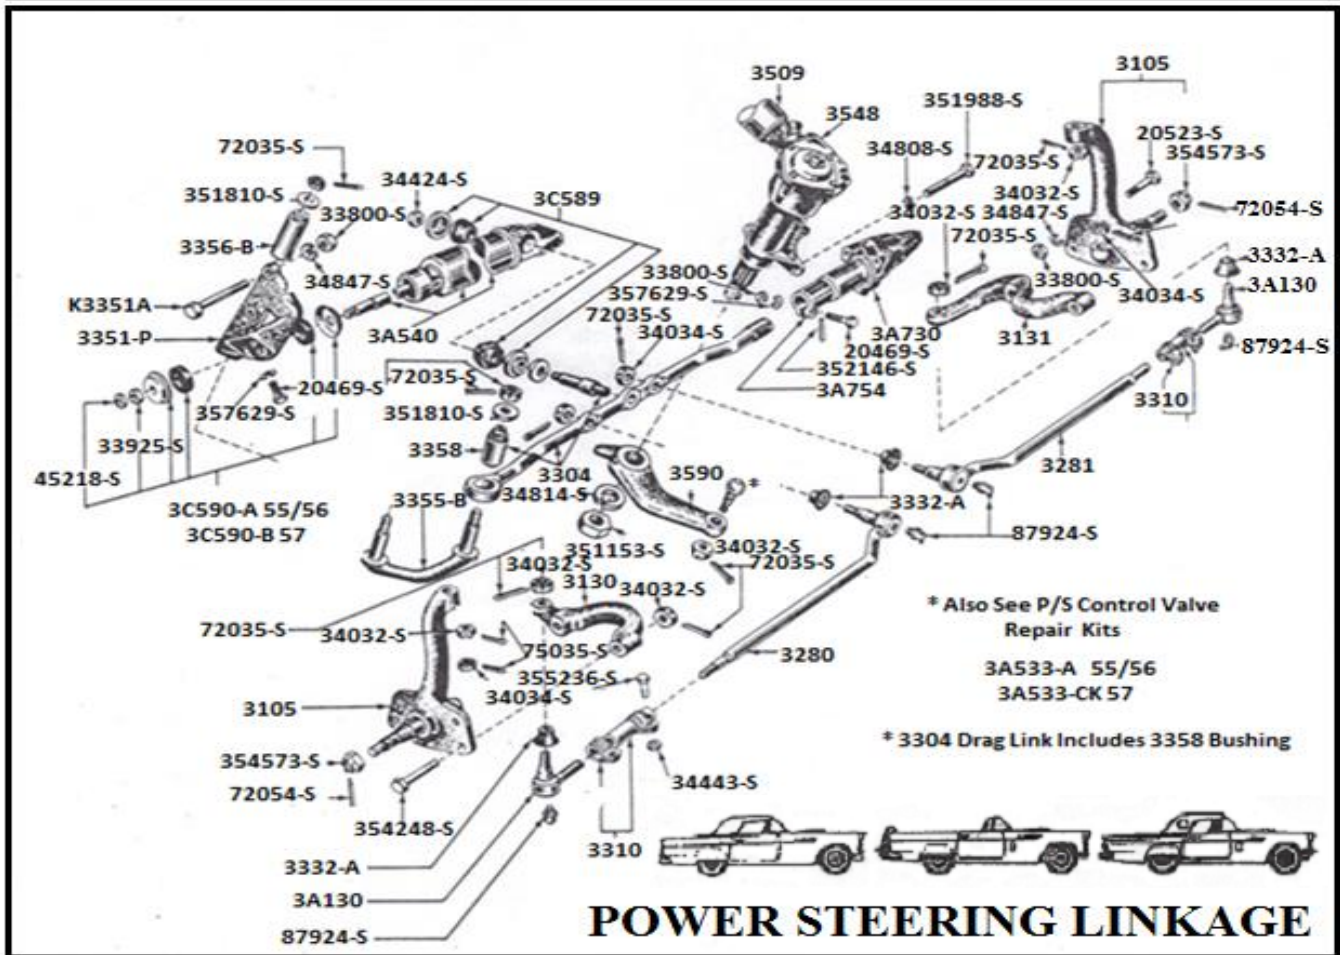 3105
3509
351988-S
3548
20523-S
72035-S
34808-S
72035-S
354573-S
34424-S
351810-S
3C589
34032-S
33800-S
34032-S
34847-S
72054-S
3356-B
72035-S
3332-A
34847-S
33800-S
33800-S
34034-S
3A130
K3351A
357629-S
72035-S
34034-S
3A730
3131
3351-P
3A540
87924-S
20469-S
72035-S
20469-S
352146-S
3A754
3310
357629-S
351810-S
33925-S
3358
45218-S
3304
3590
*
3281
34814-S
3355-B
3332-A
3C590-A 55/56
3C590-B 57
87924-S
351153-S
34032-S
72035-S
34032-S
3130
34032-S
* Also See P/S Control Valve
Repair Kits
72035-S
34032-S
75035-S
3280
355236-S
34034-S
3A533-A 55/56
3A533-CK 57
3105
* 3304 Drag Link Includes 3358 Bushing
354573-S
72054-S
34443-S
354248-S
3310
3332-A
3A130
87924-S
POWER STEERING LINKAGE